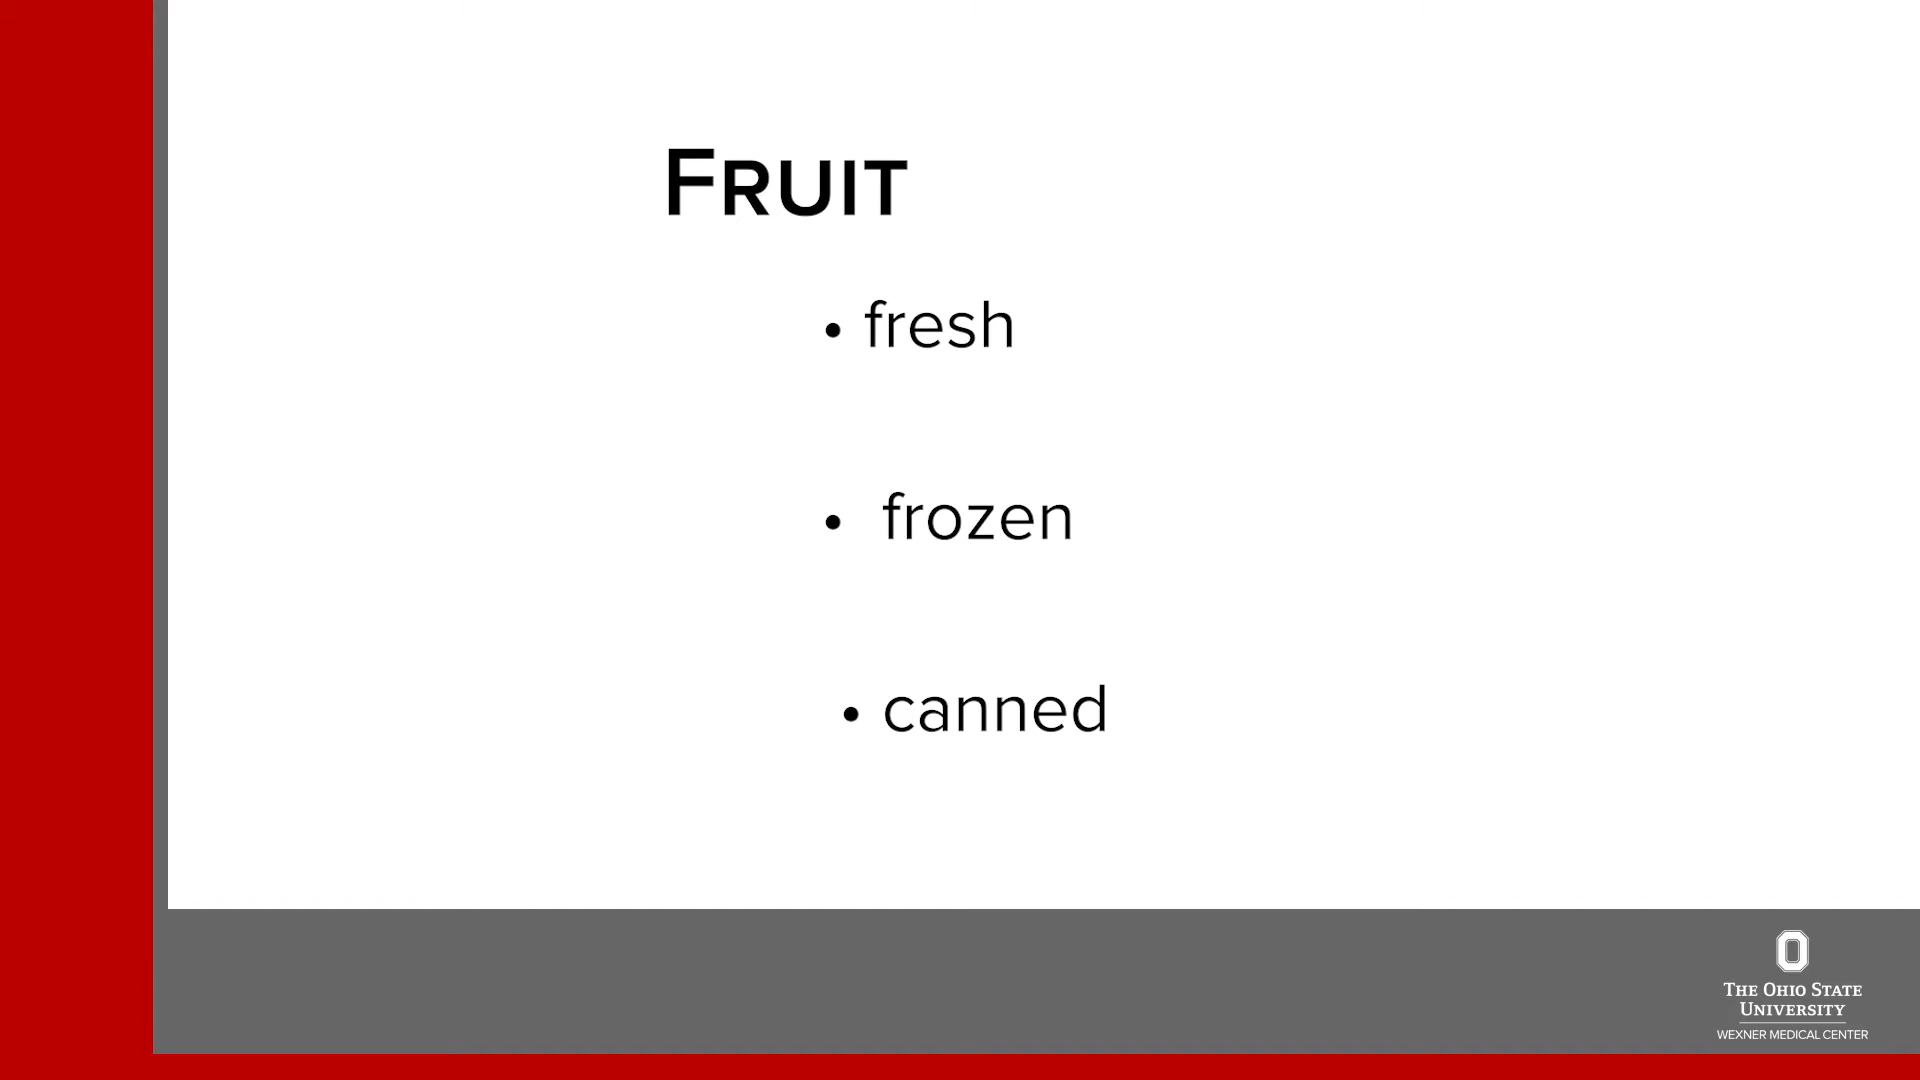 FRUIT
• fresh
• frozen
• canned
O
THE OHIO STATE
UNIVERSITY
WEXNER MEDICAL CENTER